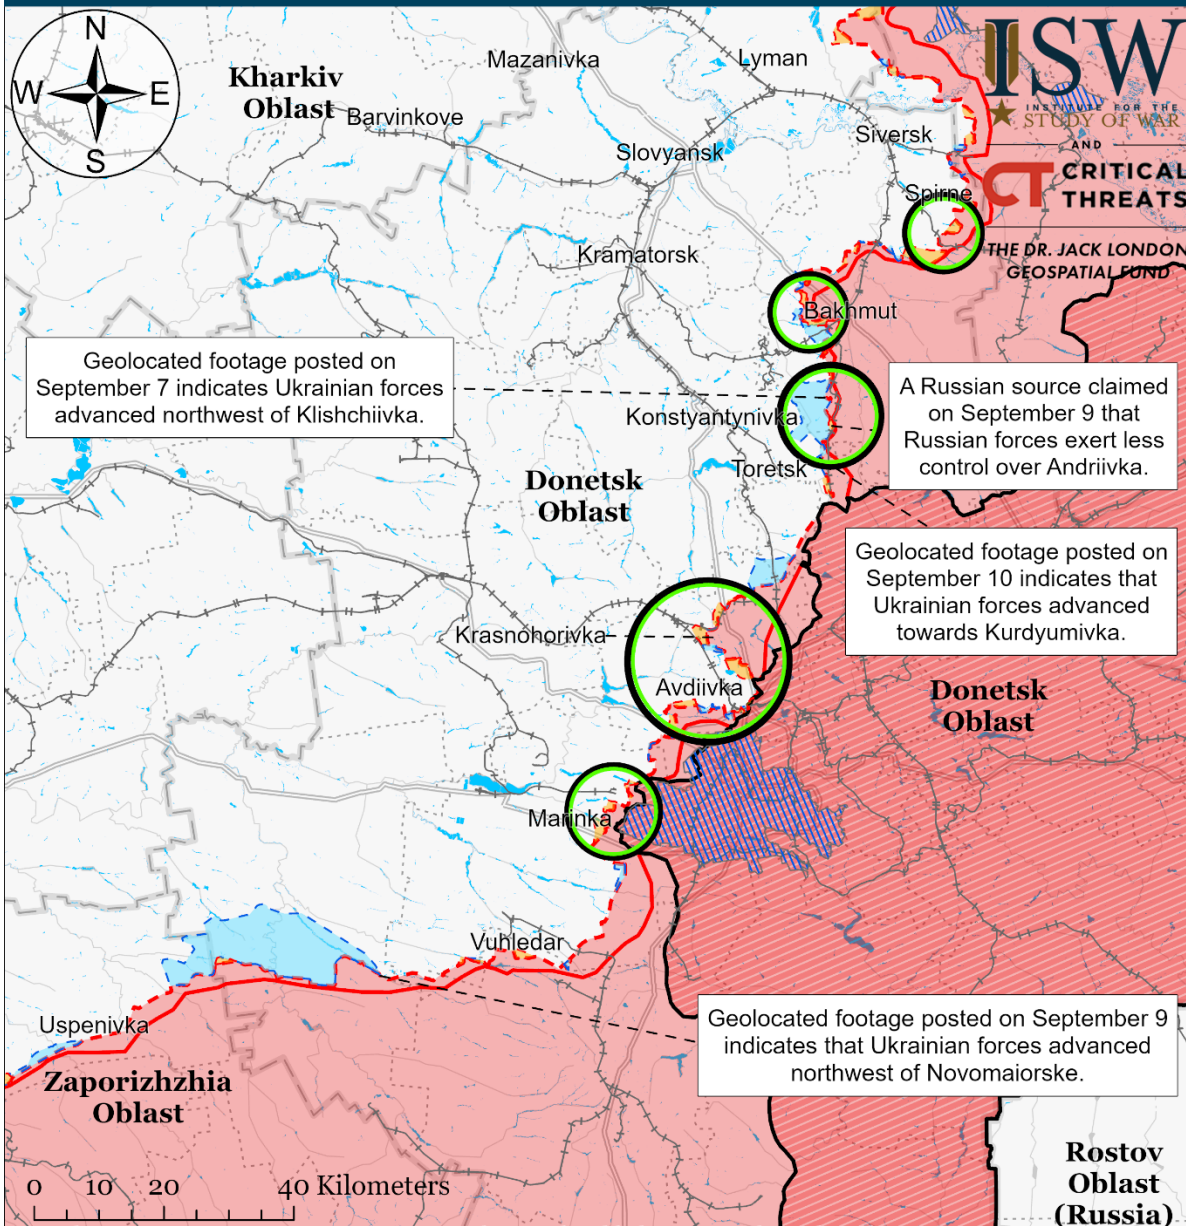 N
W
E
S
Kharkiv
Oblast
Mazanivka
Lyman
Barvinkove
Slovyansk
Siversk
Spirne
Kramatorsk
Bakhmut
ISW
INSTITUTE FOR THE
STUDY OF WAR
AND
CT CRITICAL
THREATS
THE DR. JACK LONDON
GEOSPATIAL FUND
Geolocated footage posted on
September 7 indicates Ukrainian forces
advanced northwest of Klishchiivka.
Konstyantynivka
A Russian source claimed
on September 9 that
Russian forces exert less
control over Andriivka.
Toretsk
Donetsk
Oblast
Geolocated footage posted on
September 10 indicates that
Ukrainian forces advanced
towards Kurdyumivka.
Krasnohorivka
Avdiivka
Donetsk
Oblast
Marinka
Vuhledar
Uspenivka
Geolocated footage posted on September 9
indicates that Ukrainian forces advanced
northwest of Novomaiorske.
Zaporizhzhia
Oblast
Rostov
Oblast
(Russia)
0 10 20 40 Kilometers